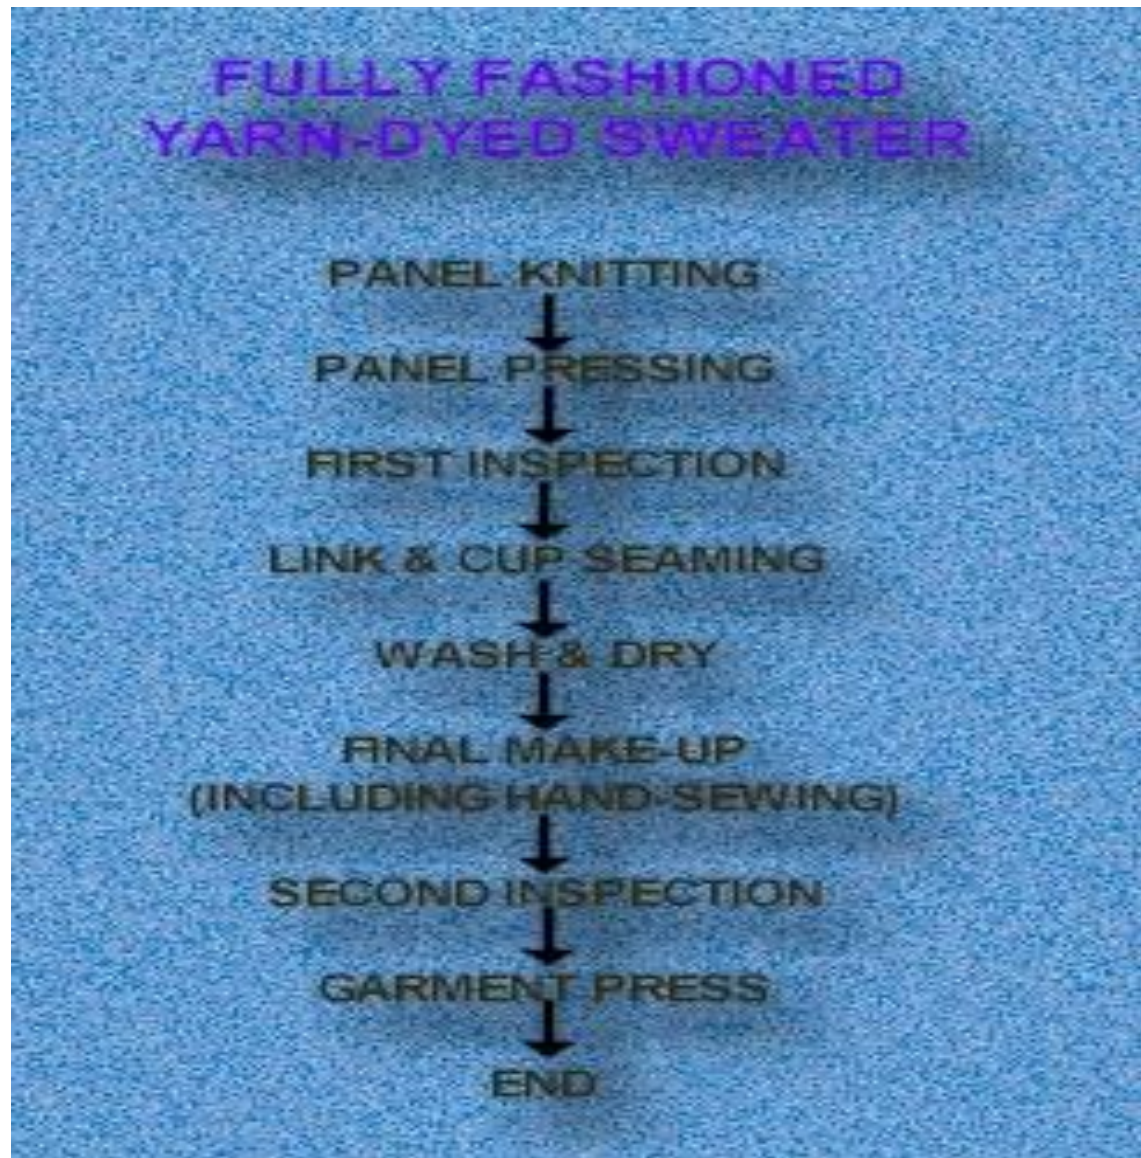 FULLY FASHIONED
YARN-DYED SWEATER
PANEL KNITTING
PANEL PRESSING
FIRST INSPECTION
LINK & CUP SEAMING
WASH & DRY
FINAL MAKE-UP
(INCLUDING HAND-SEWING)
SECOND INSPECTION
GARMENT PRESS
END